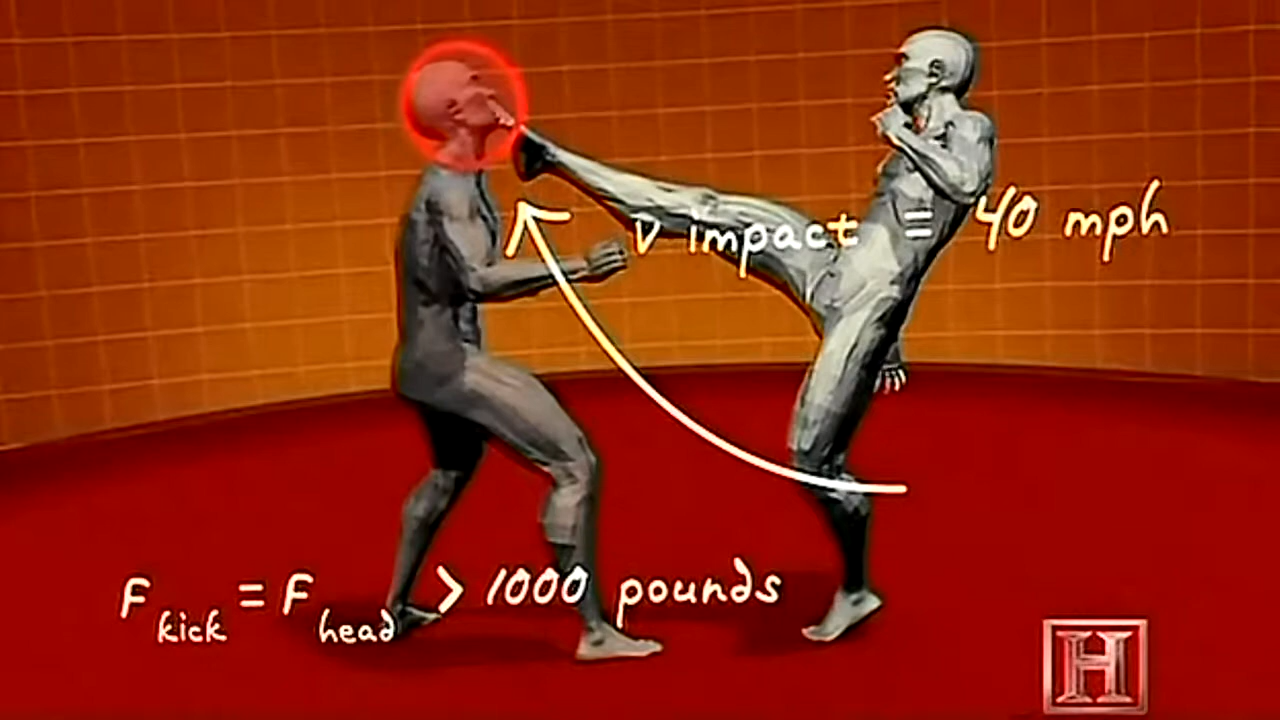 v impact = 40 mph
F kick = F head > 1000 pounds
H